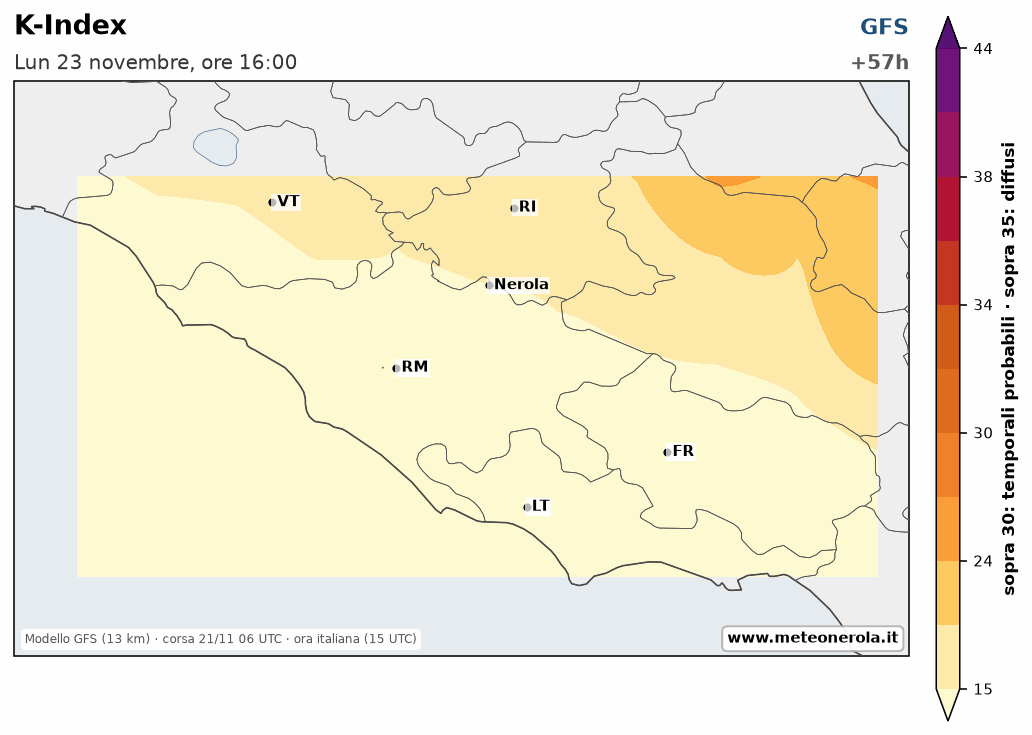 K-Index
GFS
Lun 23 novembre, ore 16:00
+57h
VT
RI
Nerola
RM
FR
LT
Modello GFS (13 km) · corsa 21/11 06 UTC · ora italiana (15 UTC)
www.meteonerola.it
44
38
34
30
24
15
sopra 30: temporali probabili · sopra 35: diffusi